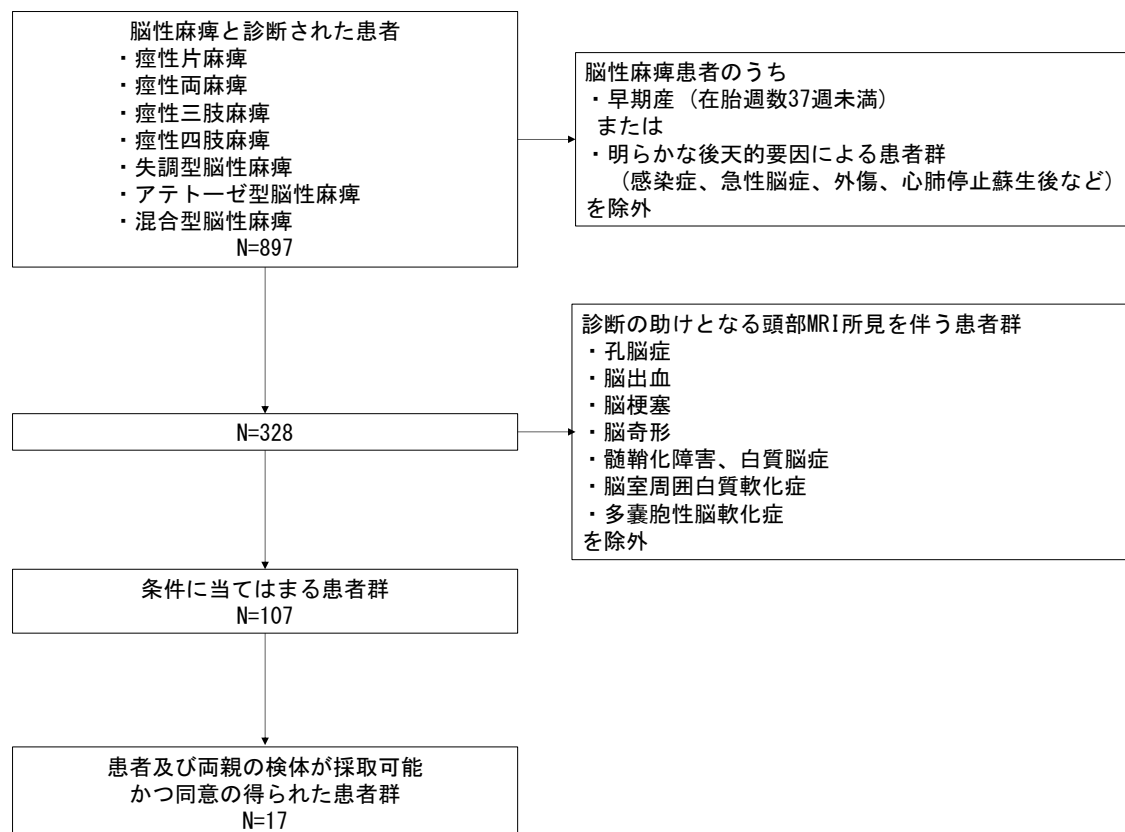 脳性麻痺と診断された患者
・痙性片麻痺
・痙性両麻痺
・痙性三肢麻痺
・痙性四肢麻痺
・失調型脳性麻痺
・アテトーゼ型脳性麻痺
・混合型脳性麻痺
N=897
脳性麻痺患者のうち
・早期産（在胎週数37週未満）
または
・明らかな後天的要因による患者群
（感染症、急性脳症、外傷、心肺停止蘇生後など）
を除外
診断の助けとなる頭部MRI所見を伴う患者群
・孔脳症
・脳出血
・脳梗塞
・脳奇形
・髄鞘化障害、白質脳症
・脳室周囲白質軟化症
・多嚢胞性脳軟化症
を除外
N=328
条件に当てはまる患者群
N=107
患者及び両親の検体が採取可能
かつ同意の得られた患者群
N=17